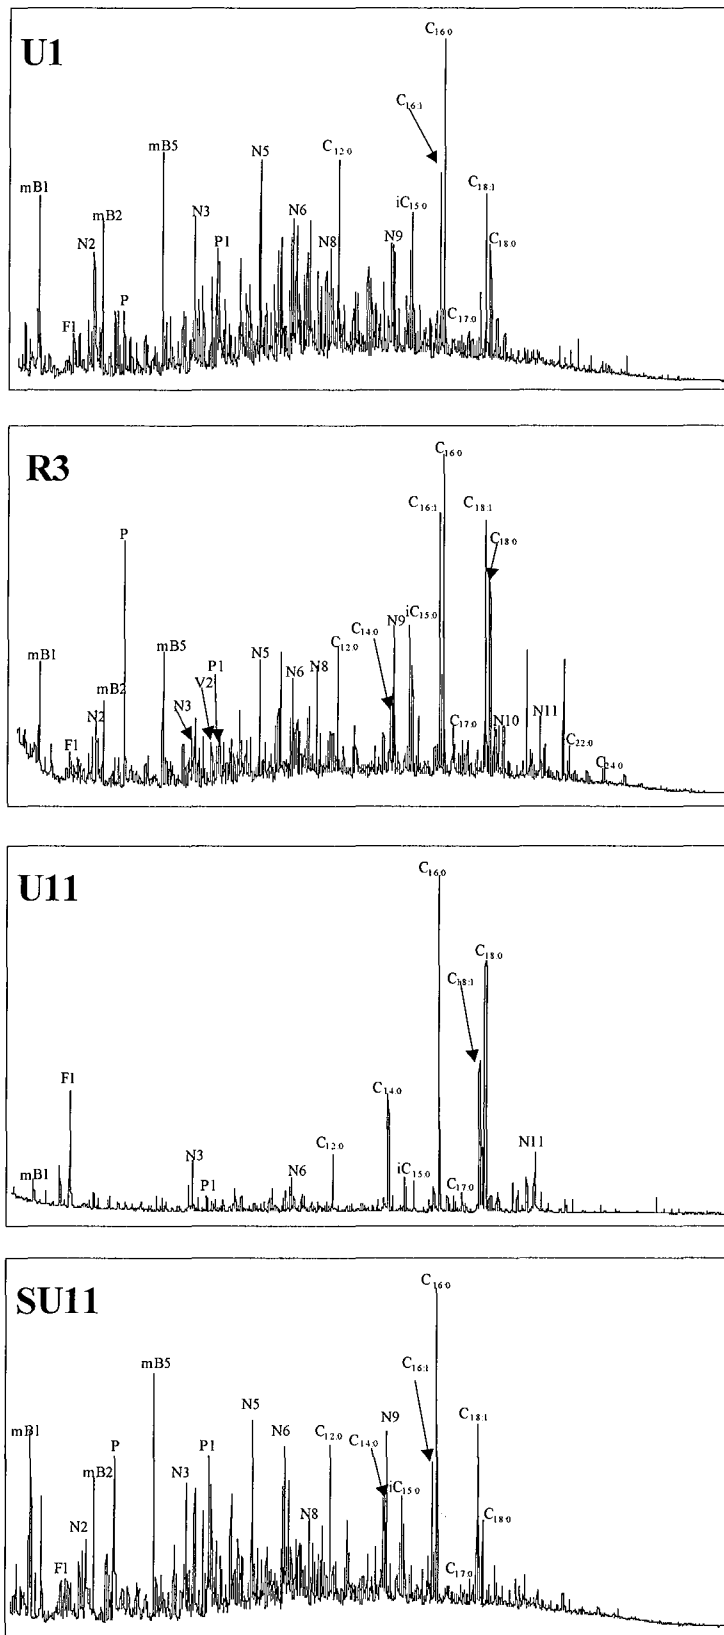 U1
C16:0
C16:1
mB5
N5
C12:0
mB1
mB2
N3
N6
iC15:0
C18:1
N2
P1
N8
N9
C18:0
P
F1
C17:0
R3
C16:0
C16:1
C18:1
P
C18:0
mB1
mB5
P1
N5
C12:0
C14:0
N9
iC15:0
V2
N6
N8
mB2
N3
N2
F1
C17:0
N10
N11
C22:0
C24:0
U11
C16:0
C18:0
C18:1
F1
C14:0
mB1
N3
P1
N6
C12:0
iC15:0
C17:0
N11
SU11
C16:0
mB5
C16:1
N5
N9
C18:1
mB1
P
P1
N6
C12:0
C14:0
mB2
N3
iC15:0
N2
N8
C18:0
F1
C17:0